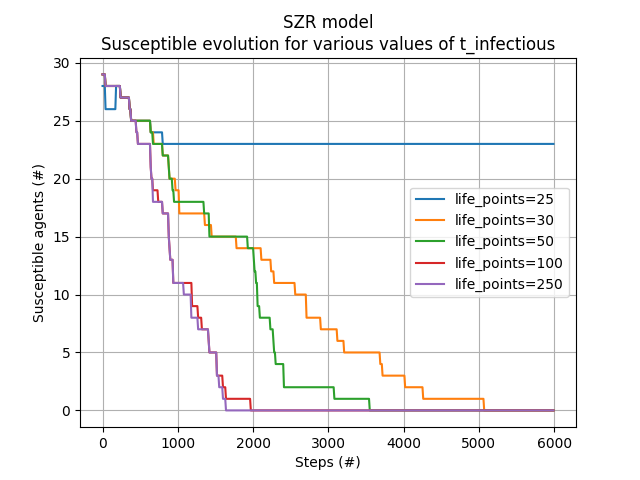 SZR model
Susceptible evolution for various values of t_infectious
30
25
20
15
10
5
0
Susceptible agents (#)
life_points=25
life_points=30
life_points=50
life_points=100
life_points=250
0 1000 2000 3000 4000 5000 6000
Steps (#)